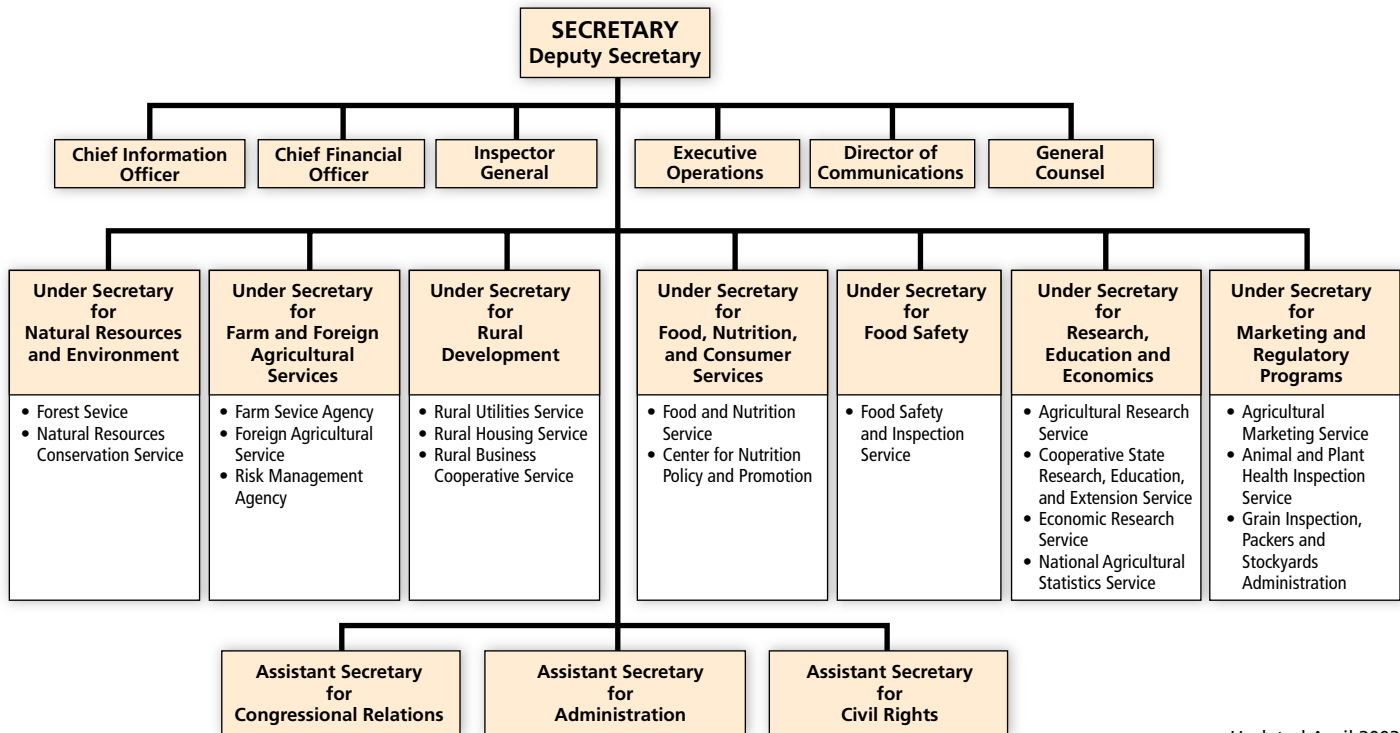 SECRETARY
Deputy Secretary
Chief Information
Officer
Chief Financial
Officer
Inspector
General
Executive
Operations
Director of
Communications
General
Counsel
Under Secretary
for
Natural Resources
and Environment
• Forest Sevice
• Natural Resources
Conservation Service
Under Secretary
for
Farm and Foreign
Agricultural
Services
• Farm Sevice Agency
• Foreign Agricultural
Service
• Risk Management
Agency
Under Secretary
for
Rural
Development
• Rural Utilities Service
• Rural Housing Service
• Rural Business
Cooperative Service
Under Secretary
for
Food, Nutrition,
and Consumer
Services
• Food and Nutrition
Service
• Center for Nutrition
Policy and Promotion
Under Secretary
for
Food Safety
• Food Safety
and Inspection
Service
Under Secretary
for
Research,
Education and
Economics
• Agricultural Research
Service
• Cooperative State
Research, Education,
and Extension Service
• Economic Research
Service
• National Agricultural
Statistics Service
Under Secretary
for
Marketing and
Regulatory
Programs
• Agricultural
Marketing Service
• Animal and Plant
Health Inspection
Service
• Grain Inspection,
Packers and
Stockyards
Administration
Assistant Secretary
for
Congressional Relations
Assistant Secretary
for
Administration
Assistant Secretary
for
Civil Rights
Updated April